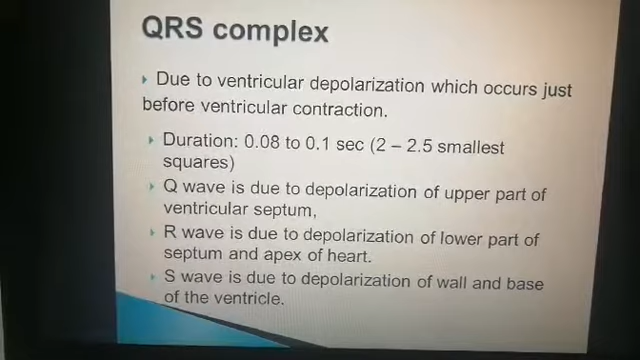 QRS complex
Due to ventricular depolarization which occurs just
before ventricular contraction.
Duration: 0.08 to 0.1 sec (2 – 2.5 smallest
squares)
Q wave is due to depolarization of upper part of
ventricular septum,
R wave is due to depolarization of lower part of
septum and apex of heart.
S wave is due to depolarization of wall and base
of the ventricle.